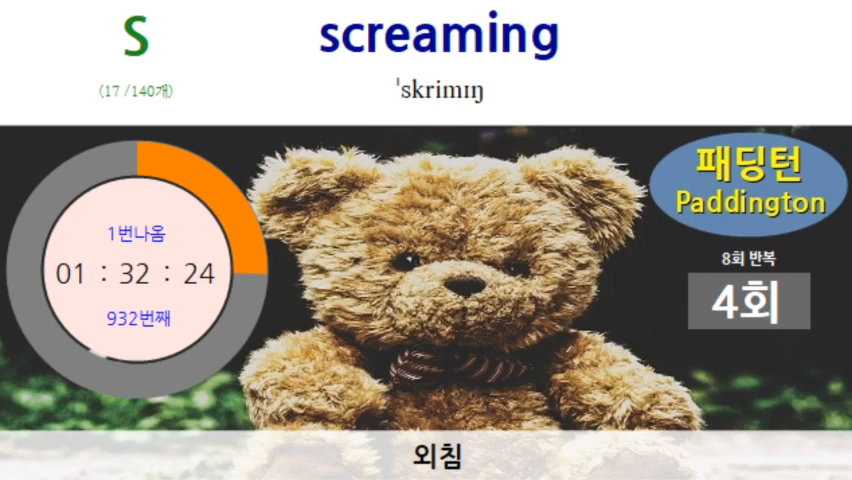 S
screaming
(17 /140개)
ˈskrimɪŋ
패딩턴
Paddington
1번나옴
01 : 32 : 24
932번째
8회 반복
4회
외침